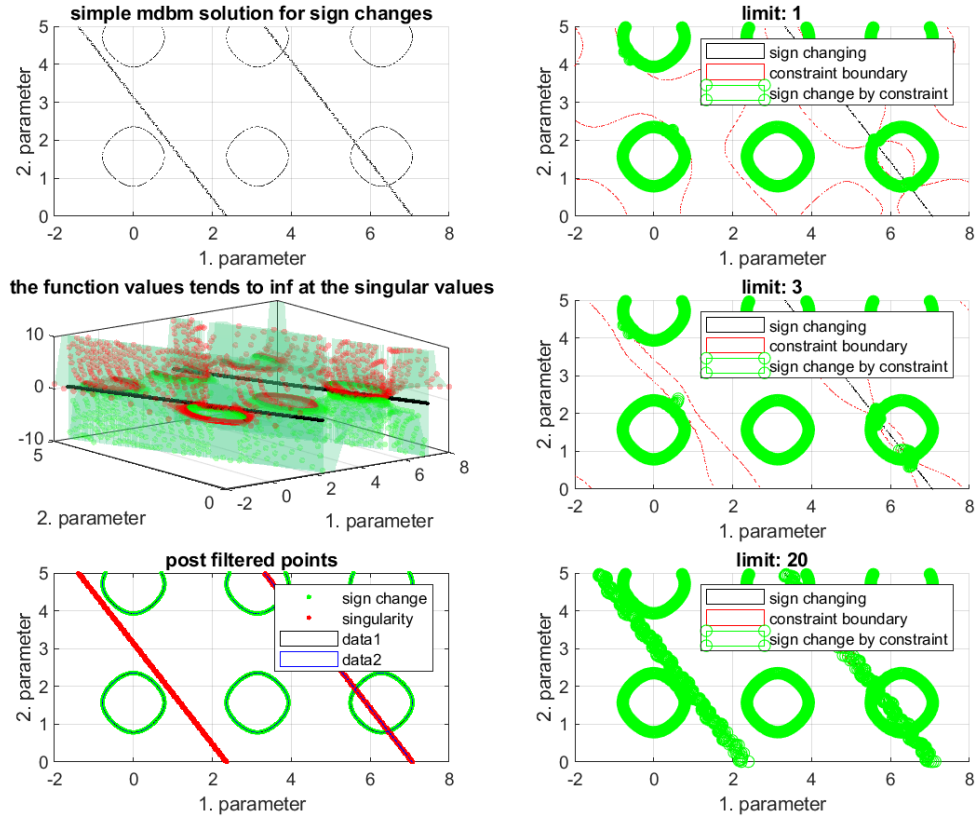 simple mdbm solution for sign changes
5
4
3
2
1
0
2. parameter
-2 0 2 4 6 8
1. parameter
limit: 1
5
4
3
2
1
0
2. parameter
sign changing
constraint boundary
sign change by constraint
-2 0 2 4 6 8
1. parameter
the function values tends to inf at the singular values
10
0
-10
5
0
2. parameter
-2
0
2
4
6
8
1. parameter
limit: 3
5
4
3
2
1
0
2. parameter
sign changing
constraint boundary
sign change by constraint
-2 0 2 4 6 8
1. parameter
post filtered points
5
4
3
2
1
0
2. parameter
sign change
singularity
data1
data2
-2 0 2 4 6 8
1. parameter
limit: 20
5
4
3
2
1
0
2. parameter
sign changing
constraint boundary
sign change by constraint
-2 0 2 4 6 8
1. parameter